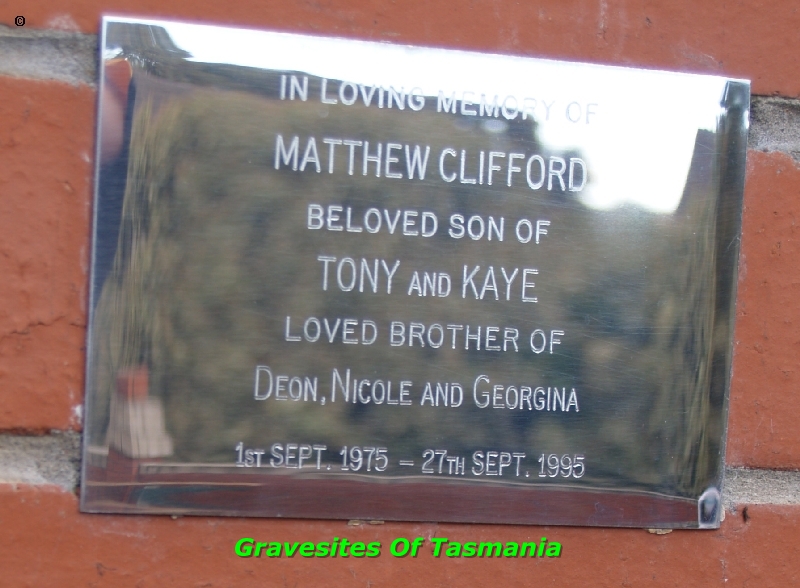 ©
IN LOVING MEMORY OF
MATTHEW CLIFFORD
BELOVED SON OF
TONY AND KAYE
LOVED BROTHER OF
DEON, NICOLE AND GEORGINA
1ST SEPT. 1975 – 27TH SEPT. 1995
Gravesites Of Tasmania